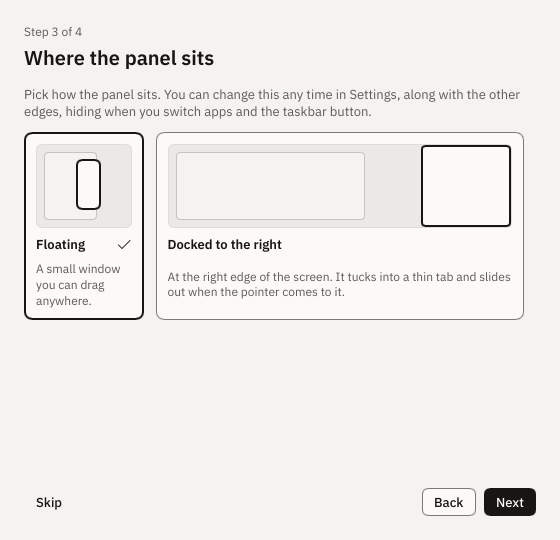 Step 3 of 4
Where the panel sits
Pick how the panel sits. You can change this any time in Settings, along with the other
edges, hiding when you switch apps and the taskbar button.
Floating
A small window
you can drag
anywhere.
Docked to the right
At the right edge of the screen. It tucks into a thin tab and slides
out when the pointer comes to it.
Skip
Back
Next